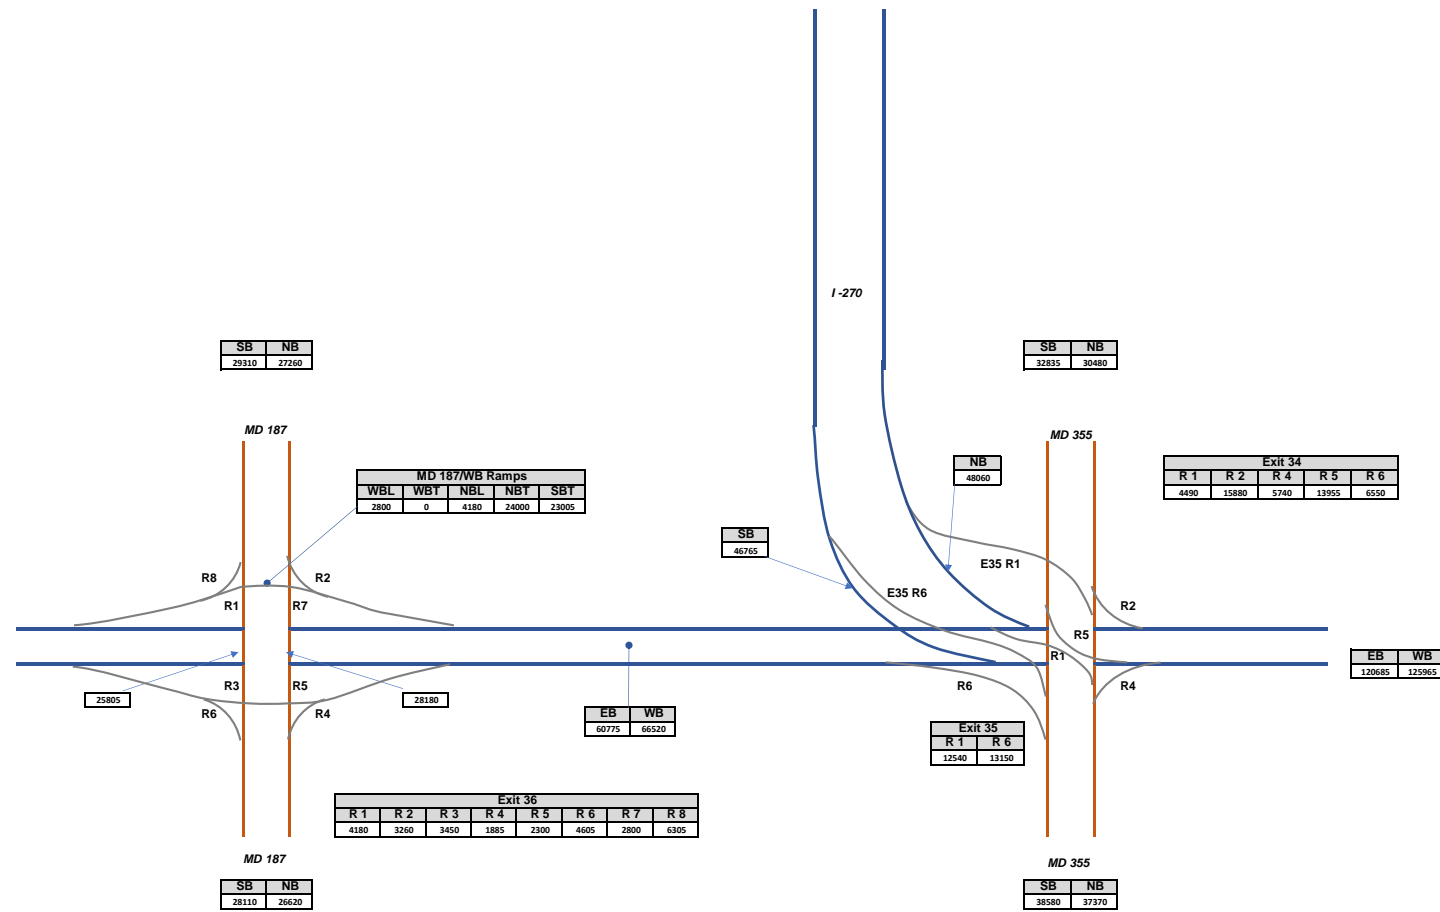 I -270
SB NB
29310 27260
SB NB
32835 30480
MD 187
MD 355
MD 187/WB Ramps
WBL WBT NBL NBT SBT
2800 0 4180 24000 23005
NB
48060
Exit 34
R 1 R 2 R 4 R 5 R 6
4490 15880 5740 13955 6550
SB
46765
E35 R1
R8 R2
R1 R7
E35 R6
R2
R5
R1
EB WB
120685 125965
R3 R5
R6
R4
25805
28180
R6 R4
EB WB
60775 66520
Exit 35
R 1 R 6
12540 13150
Exit 36
R 1 R 2 R 3 R 4 R 5 R 6 R 7 R 8
4180 3260 3450 1885 2300 4605 2800 6305
MD 187
MD 355
SB NB
28110 26620
SB NB
38580 37370